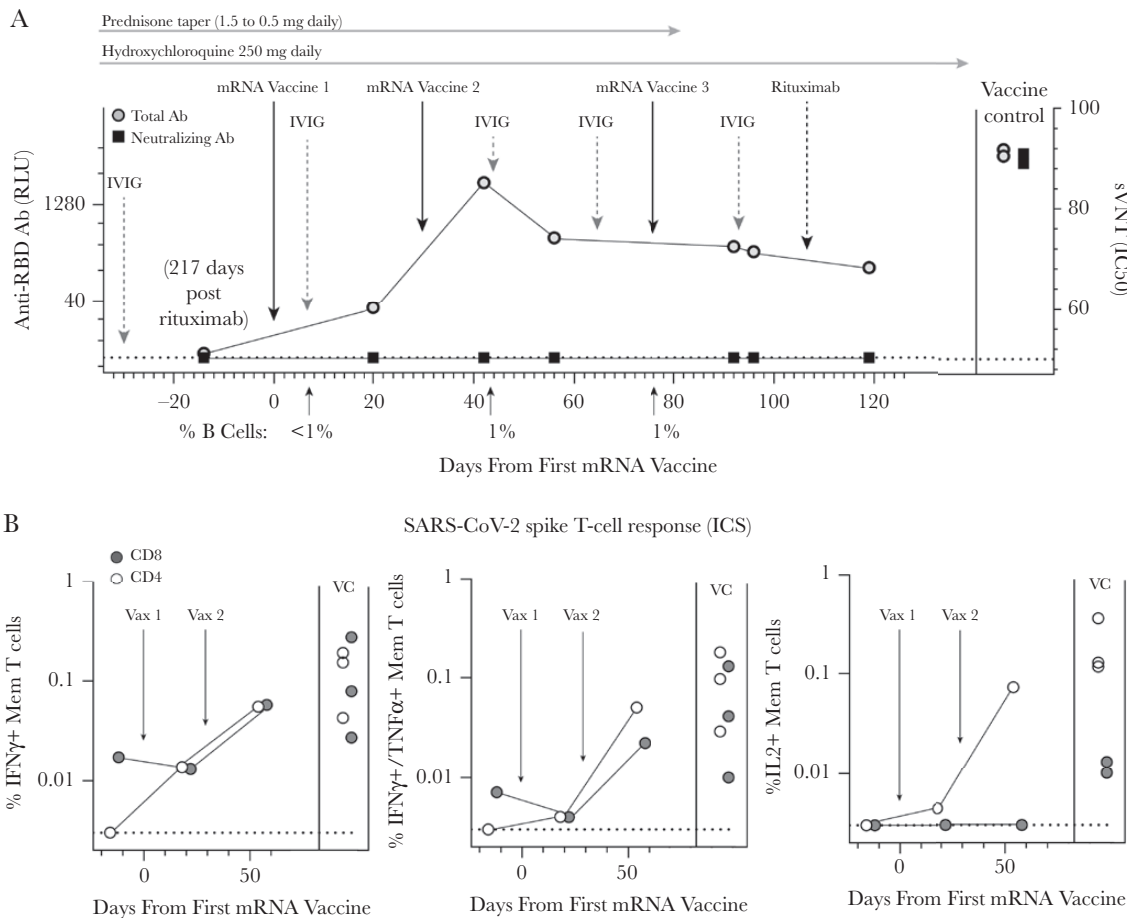 A
Prednisone taper (1.5 to 0.5 mg daily)
Hydroxychloroquine 250 mg daily
mRNA Vaccine 1
mRNA Vaccine 2
mRNA Vaccine 3
Rituximab
Vaccine
control
Total Ab
Neutralizing Ab
IVIG
IVIG
IVIG
IVIG
IVIG
(217 days
post
rituximab)
Anti-RBD Ab (RLU)
1280
40
100
80
60
sVNT (IC50)
−20
0
20
40
60
80
100
120
% B Cells:
<1%
1%
1%
Days From First mRNA Vaccine
B
SARS-CoV-2 spike T-cell response (ICS)
CD8
CD4
% IFNγ+ Mem T cells
1
0.1
0.01
Vax 1
Vax 2
VC
0
50
Days From First mRNA Vaccine
% IFNγ+/TNFα+ Mem T cells
1
0.1
0.01
Vax 1
Vax 2
VC
0
50
Days From First mRNA Vaccine
%IL2+ Mem T cells
1
0.1
0.01
Vax 1
Vax 2
VC
0
50
Days From First mRNA Vaccine